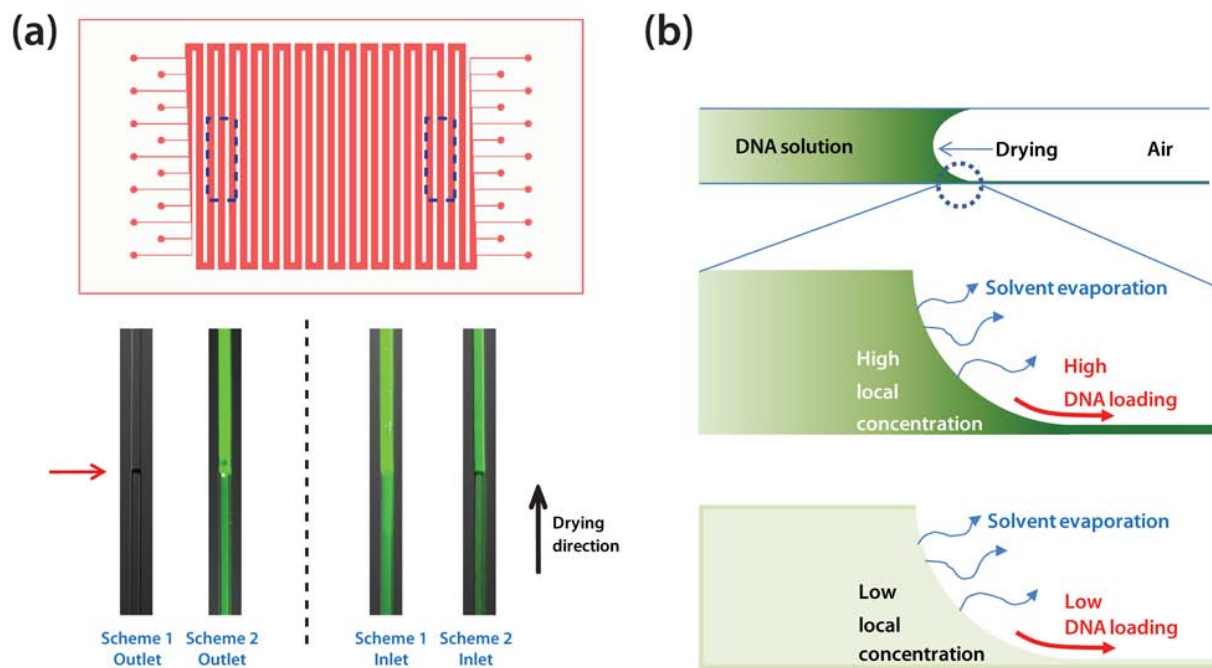 (a)
Drying
direction
Scheme 1
Outlet
Scheme 2
Outlet
Scheme 1
Inlet
Scheme 2
Inlet
(b)
DNA solution
Drying
Air
Solvent evaporation
High
local
concentration
High
DNA loading
Solvent evaporation
Low
local
concentration
Low
DNA loading